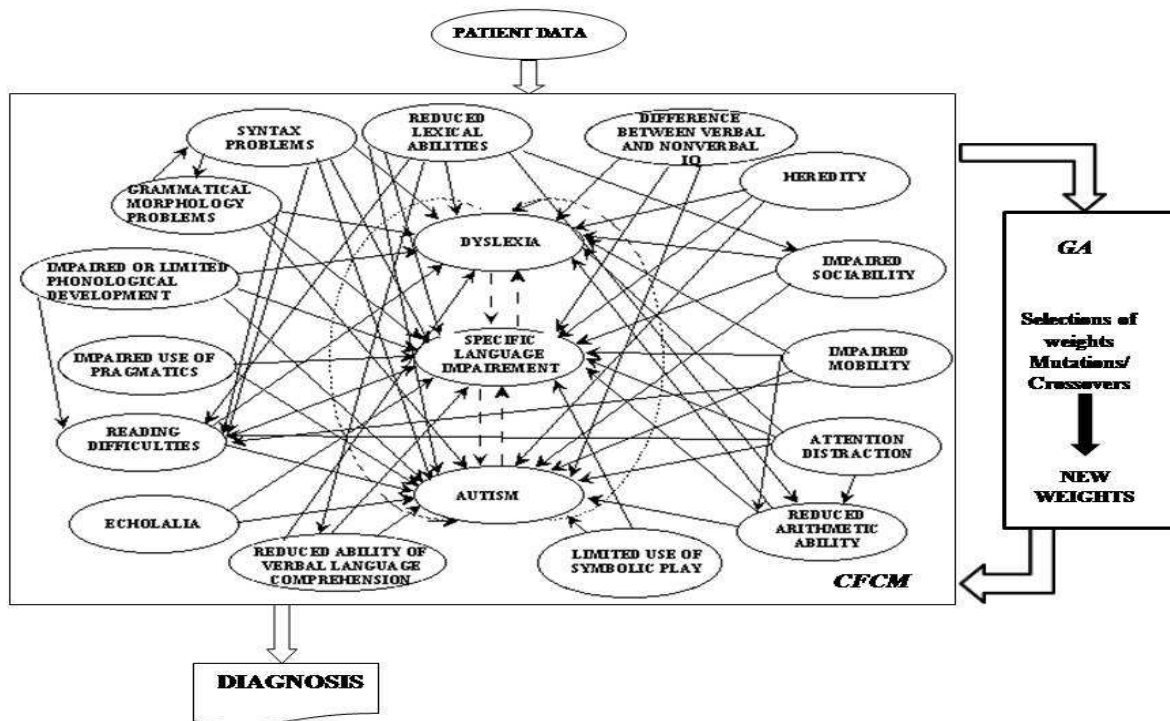 PATIENT DATA
SYNTAX
PROBLEMS
REDUCED
LEXICAL
ABILITIES
DIFFERENCE
BETWEEN VERBAL
AND NONVERBAL
IQ
GRAMMATICAL
MORPHOLOGY
PROBLEMS
HEREDITY
DYSLEXIA
IMPAIRED OR LIMITED
PHONOLOGICAL
DEVELOPMENT
IMPAIRED
SOCIABILITY
SPECIFIC
LANGUAGE
IMPAIREMENT
IMPAIRED USE OF
PRAGMATICS
IMPAIRED
MOBILITY
READING
DIFFICULTIES
ATTENTION
DISTRACTION
AUTISM
ECHOLALIA
REDUCED
ARITHMETIC
ABILITY
REDUCED ABILITY OF
VERBAL LANGUAGE
COMPREHENSION
LIMITED USE OF
SYMBOLIC PLAY
CFCM
GA
Selections of
weights
Mutations/
Crossovers
NEW
WEIGHTS
DIAGNOSIS